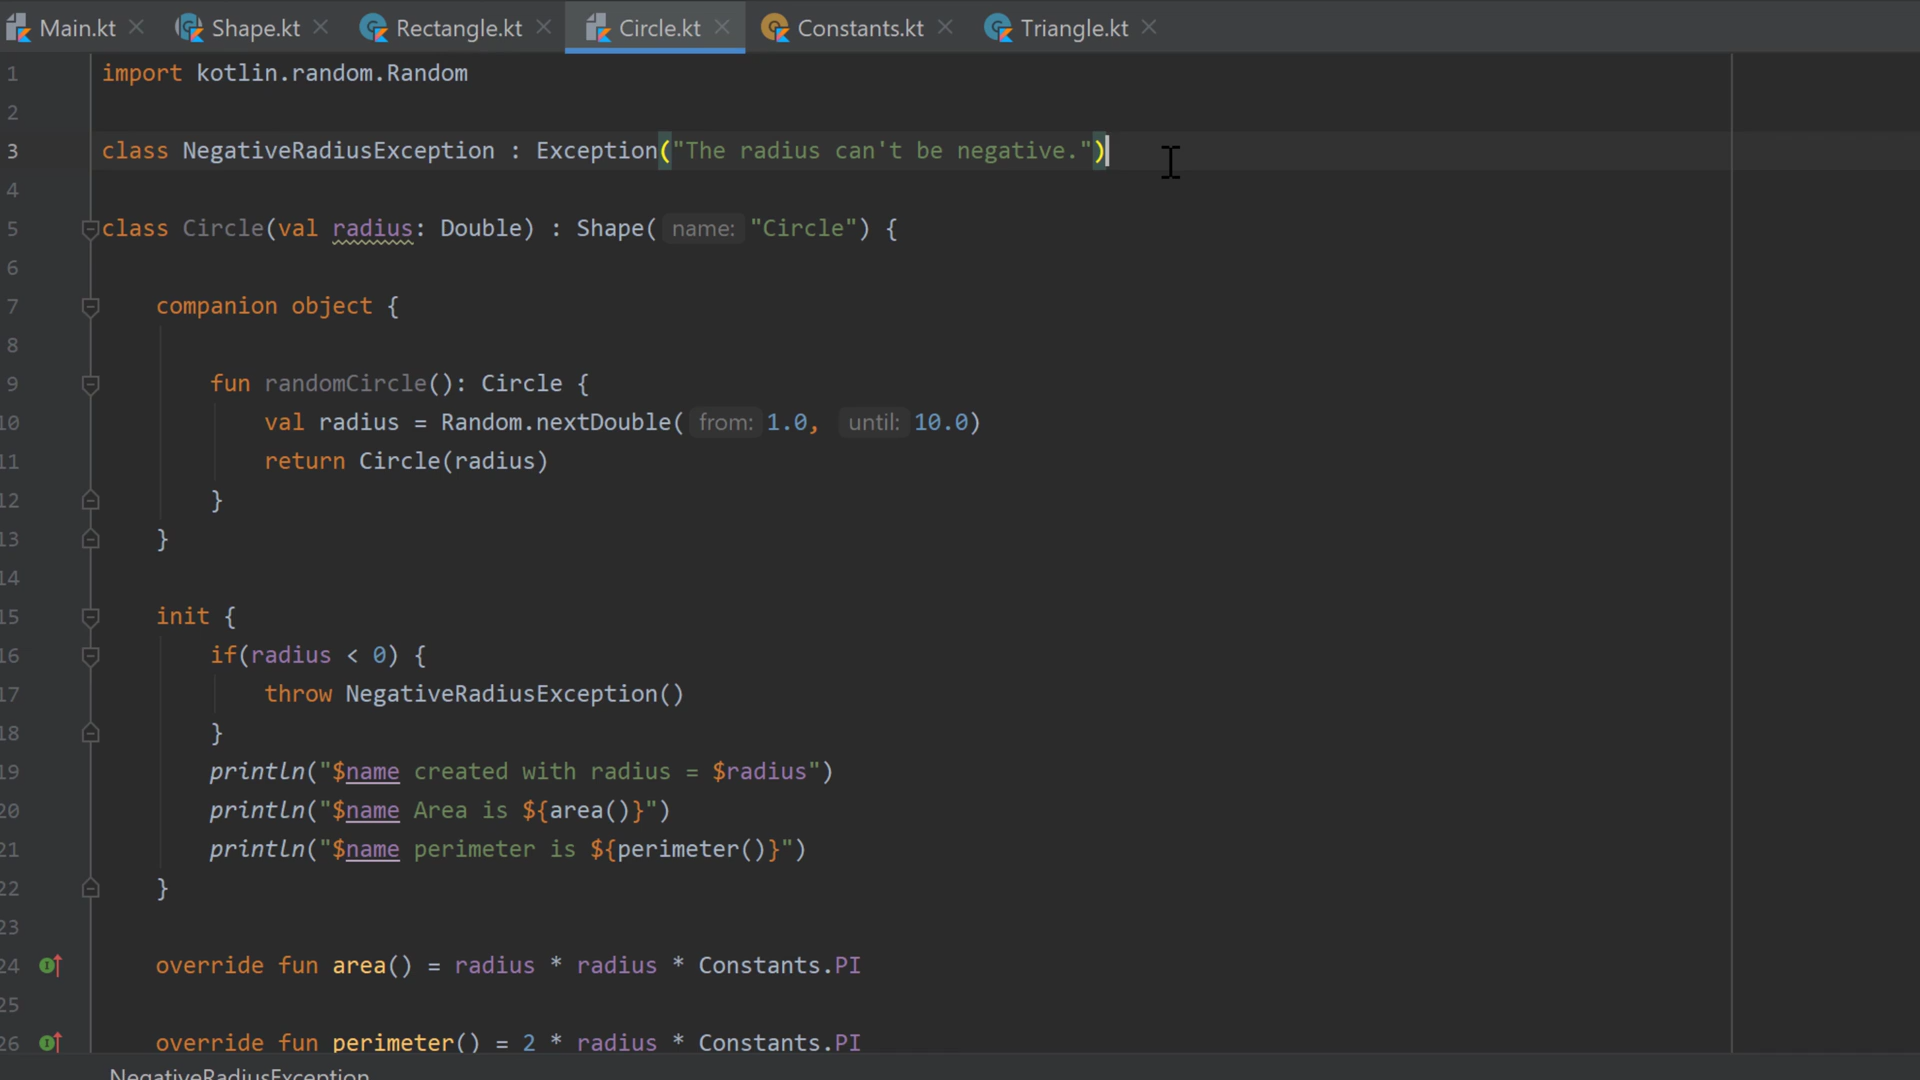 Main.kt Shape.kt Rectangle.kt Circle.kt Constants.kt Triangle.kt
1 import kotlin.random.Random
2
3 class NegativeRadiusException : Exception("The radius can't be negative.")
4
5 class Circle(val radius: Double) : Shape( name: "Circle") {
6
7 companion object {
8
9 fun randomCircle(): Circle {
10 val radius = Random.nextDouble( from: 1.0, until: 10.0)
11 return Circle(radius)
12 }
13 }
14
15 init {
16 if(radius < 0) {
17 throw NegativeRadiusException()
18 }
19 println("$name created with radius = $radius")
20 println("$name Area is ${area()}")
21 println("$name perimeter is ${perimeter()}")
22 }
23
24 override fun area() = radius * radius * Constants.PI
25
26 override fun perimeter() = 2 * radius * Constants.PI
NegativeRadiusException